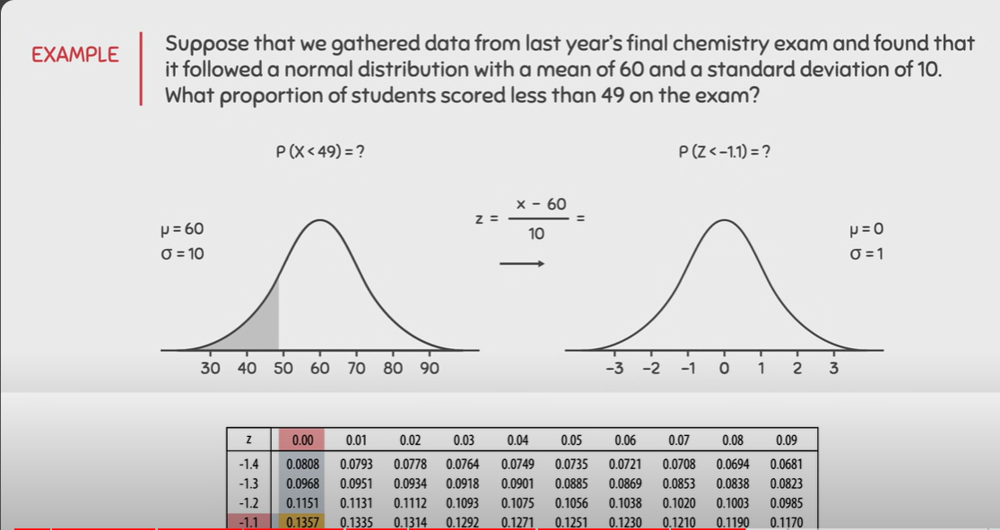 EXAMPLE
Suppose that we gathered data from last year's final chemistry exam and found that
it followed a normal distribution with a mean of 60 and a standard deviation of 10.
What proportion of students scored less than 49 on the exam?
P (X < 49) = ?
P (Z < -1.1) = ?
μ = 60
σ = 10
z = x - 60 / 10 =
μ = 0
σ = 1
30 40 50 60 70 80 90
-3 -2 -1 0 1 2 3
z 0.00 0.01 0.02 0.03 0.04 0.05 0.06 0.07 0.08 0.09
-1.4 0.0808 0.0793 0.0778 0.0764 0.0749 0.0735 0.0721 0.0708 0.0694 0.0681
-1.3 0.0968 0.0951 0.0934 0.0918 0.0901 0.0885 0.0869 0.0853 0.0838 0.0823
-1.2 0.1151 0.1131 0.1112 0.1093 0.1075 0.1056 0.1038 0.1020 0.1003 0.0985
-1.1 0.1357 0.1335 0.1314 0.1292 0.1271 0.1251 0.1230 0.1210 0.1190 0.1170